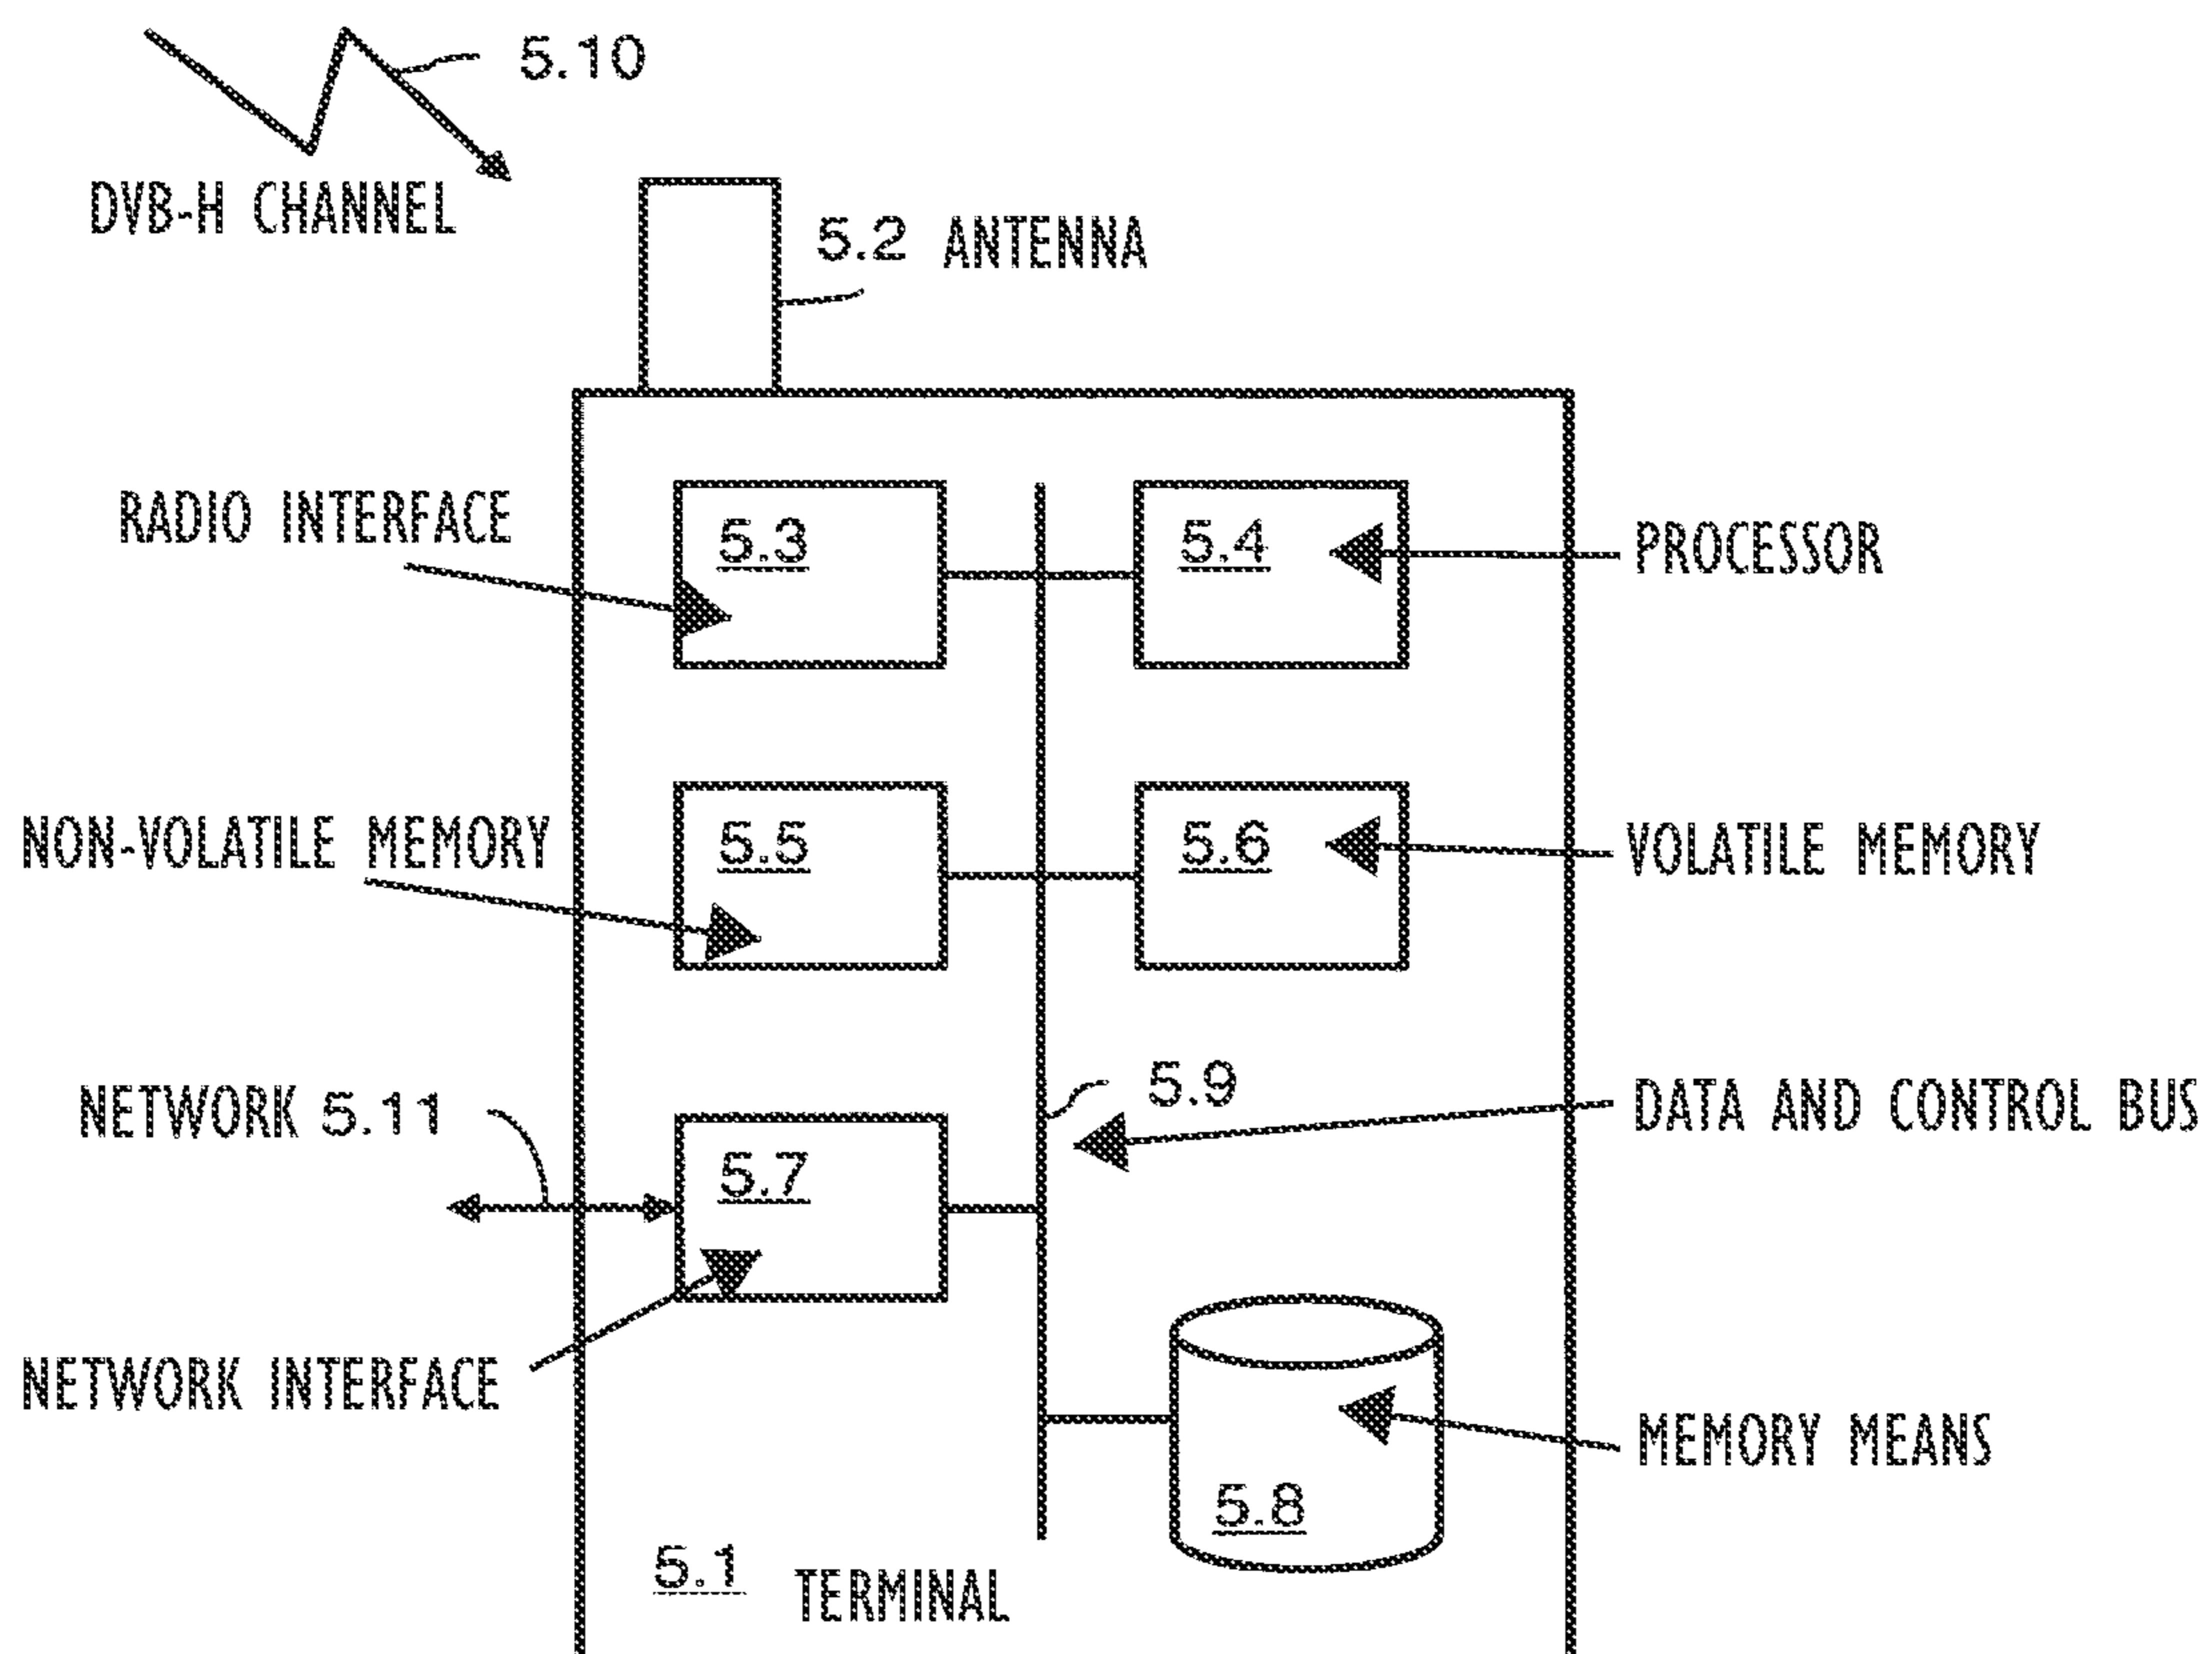 5.10
DVB-H CHANNEL
5.2 ANTENNA
RADIO INTERFACE
5.3
5.4
PROCESSOR
NON-VOLATILE MEMORY
5.5
5.6
VOLATILE MEMORY
NETWORK 5.11
5.7
5.9
DATA AND CONTROL BUS
NETWORK INTERFACE
MEMORY MEANS
5.8
5.1 TERMINAL